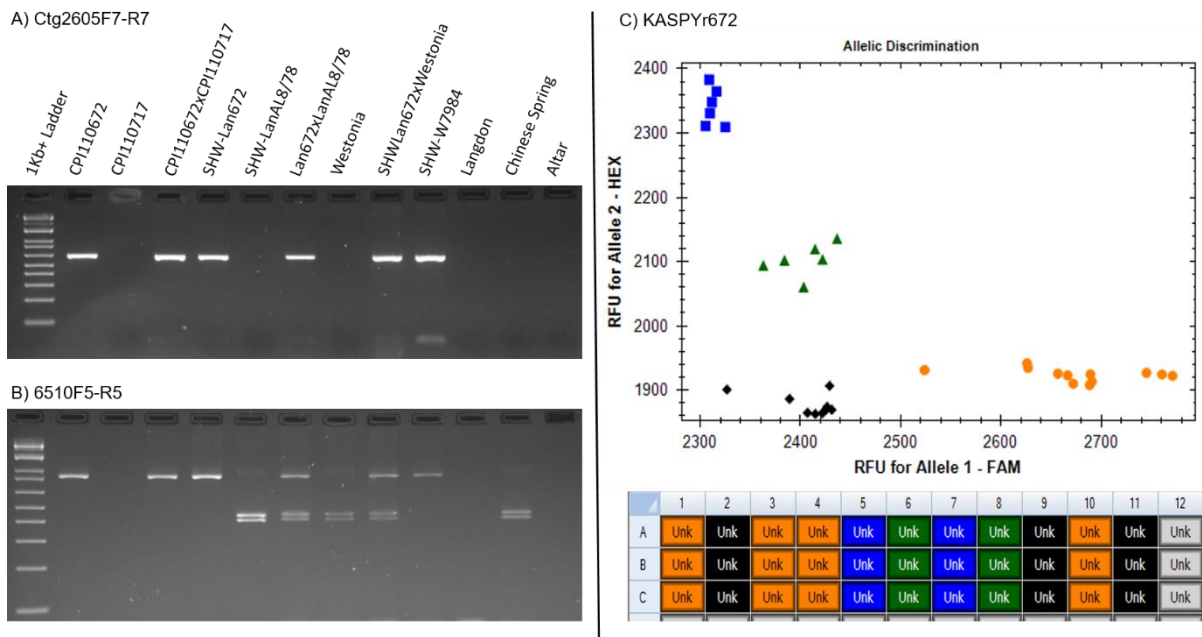 A) Ctg2605F7-R7
1Kb+ Ladder
CPI110672
CPI110717
CPI110672xCPI110717
SHW-Lan672
SHW-LanAL8/78
Lan672xLanAL8/78
Westonia
SHWLan672xWestonia
SHW-W7984
Langdon
Chinese Spring
Altar
B) 6510F5-R5
C) KASPYr672
Allelic Discrimination
2400
2300
2200
2100
2000
1900
RFU for Allele 2 - HEX
2300 2400 2500 2600 2700
RFU for Allele 1 - FAM
1 2 3 4 5 6 7 8 9 10 11 12
A Unk Unk Unk Unk Unk Unk Unk Unk Unk Unk Unk Unk
B Unk Unk Unk Unk Unk Unk Unk Unk Unk Unk Unk Unk
C Unk Unk Unk Unk Unk Unk Unk Unk Unk Unk Unk Unk